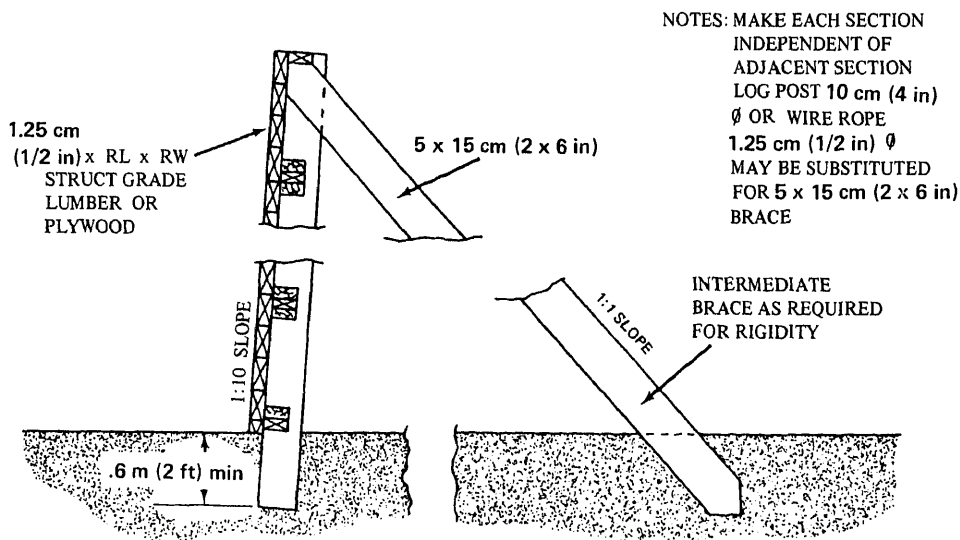 NOTES: MAKE EACH SECTION
INDEPENDENT OF
ADJACENT SECTION
LOG POST 10 cm (4 in)
Ø OR WIRE ROPE
1.25 cm (1/2 in) Ø
MAY BE SUBSTITUTED
FOR 5 x 15 cm (2 x 6 in)
BRACE
1.25 cm
(1/2 in) x RL x RW
STRUCT GRADE
LUMBER OR
PLYWOOD
5 x 15 cm (2 x 6 in)
1:10 SLOPE
1:1 SLOPE
INTERMEDIATE
BRACE AS REQUIRED
FOR RIGIDITY
.6 m (2 ft) min